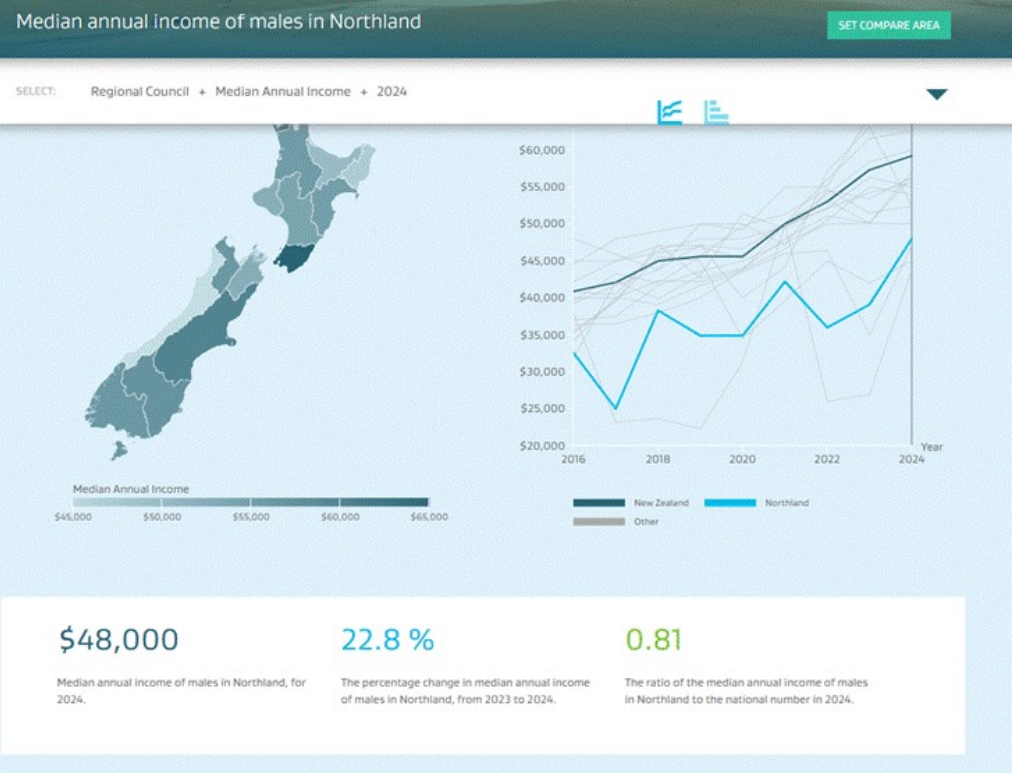 Median annual income of males in Northland
SET COMPARE AREA
SELECT: Regional Council + Median Annual Income + 2024
$60,000
$55,000
$50,000
$45,000
$40,000
$35,000
$30,000
$25,000
$20,000
2016
2018
2020
2022
2024
Year
Median Annual Income
$45,000
$50,000
$55,000
$60,000
$65,000
New Zealand
Northland
Other
$48,000
Median annual income of males in Northland, for
2024.
22.8 %
The percentage change in median annual income
of males in Northland, from 2023 to 2024.
0.81
The ratio of the median annual income of males
in Northland to the national number in 2024.